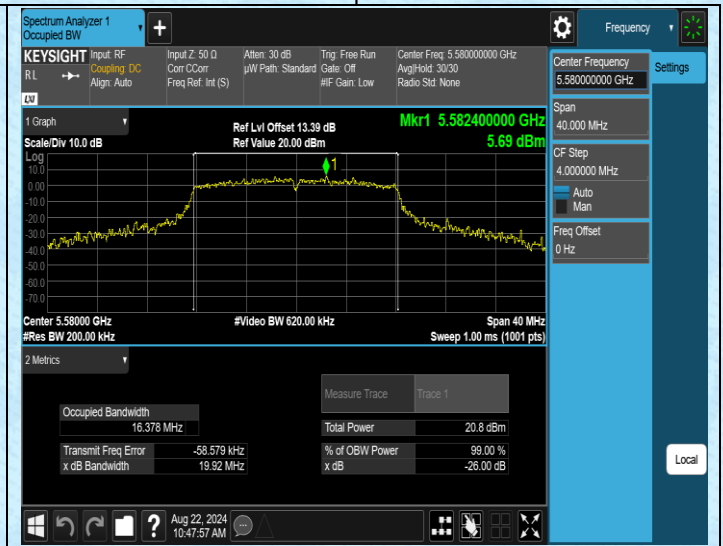 Spectrum Analyzer 1
Occupied BW
+
Frequency
KEYSIGHT
RL
LXI
Input: RF
Coupling: DC
Align: Auto
Input Z: 50 Ω
Corr CCorr
Freq Ref: Int (S)
Atten: 30 dB
µW Path: Standard
Trig: Free Run
Gate: Off
#IF Gain: Low
Center Freq: 5.580000000 GHz
Avg|Hold: 30/30
Radio Std: None
Center Frequency
5.580000000 GHz
Settings
Span
40.000 MHz
CF Step
4.000000 MHz
Auto
Man
Freq Offset
0 Hz
1 Graph
Scale/Div 10.0 dB
Ref Lvl Offset 13.39 dB
Ref Value 20.00 dBm
Mkr1 5.582400000 GHz
5.69 dBm
Log
10.0
0.00
-10.0
-20.0
-30.0
-40.0
-50.0
-60.0
-70.0
1
Center 5.58000 GHz
#Res BW 200.00 kHz
#Video BW 620.00 kHz
Span 40 MHz
Sweep 1.00 ms (1001 pts)
2 Metrics
Measure Trace Trace 1
Occupied Bandwidth
16.378 MHz
Total Power 20.8 dBm
Transmit Freq Error -58.579 kHz
% of OBW Power 99.00 %
x dB Bandwidth 19.92 MHz
x dB -26.00 dB
Local
?
Aug 22, 2024
10:47:57 AM